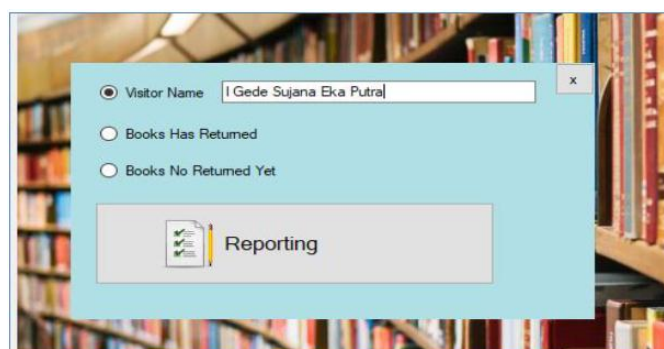 Visitor Name I Gede Sujana Eka Putra x
Books Has Returned
Books No Returned Yet
Reporting